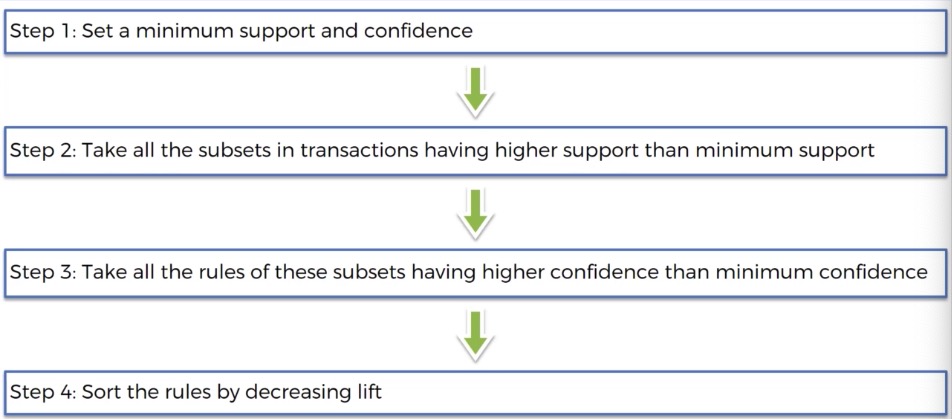 Step 1: Set a minimum support and confidence
Step 2: Take all the subsets in transactions having higher support than minimum support
Step 3: Take all the rules of these subsets having higher confidence than minimum confidence
Step 4: Sort the rules by decreasing lift